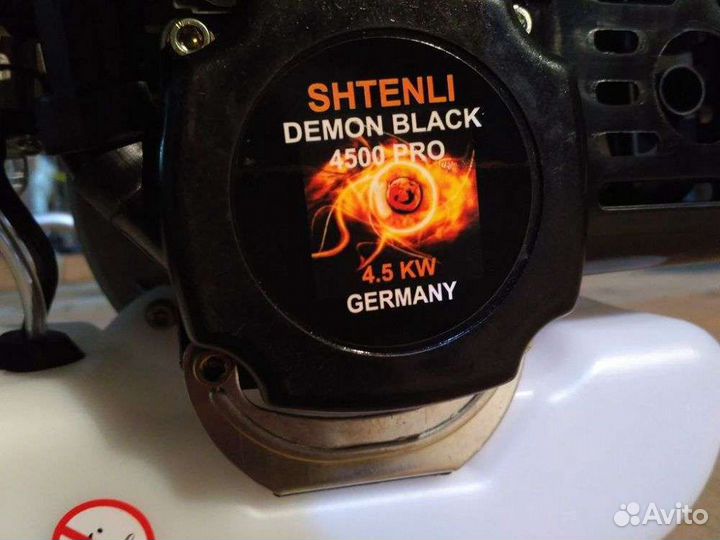 SHTENLI
DEMON BLACK
4500 PRO
4.5 KW
GERMANY
Avito